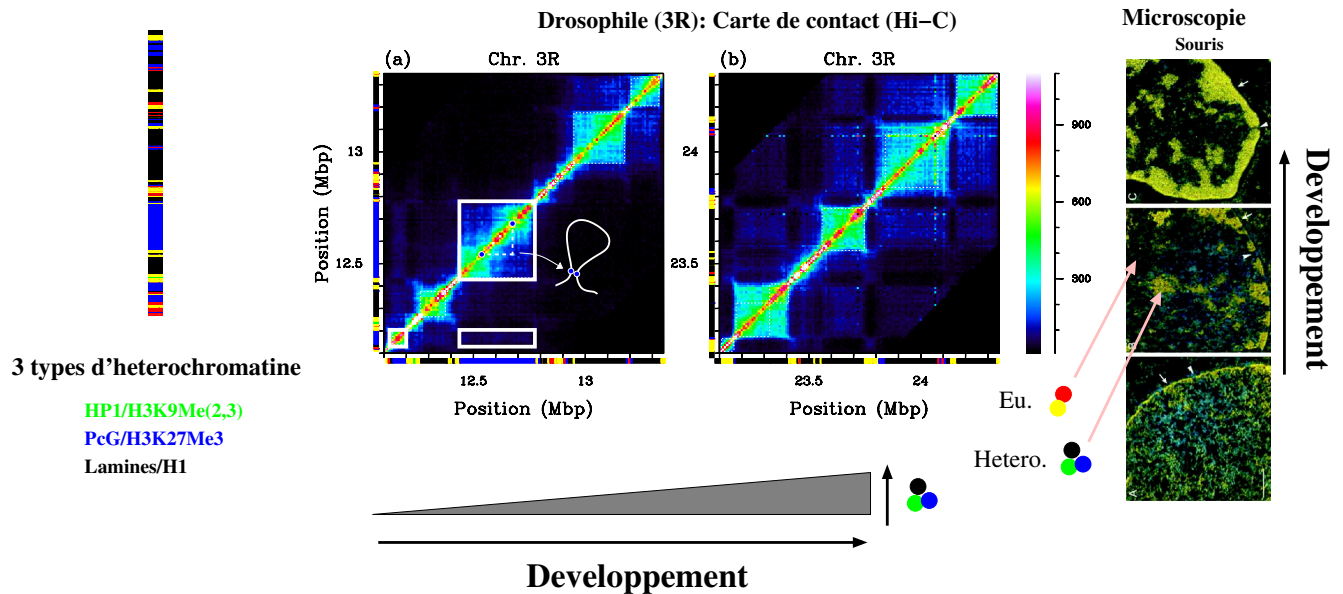 Drosophile (3R): Carte de contact (Hi−C)
Microscopie
Souris
(a)
Chr. 3R
(b)
Chr. 3R
Position (Mbp)
13
12.5
12.5
13
Position (Mbp)
Position (Mbp)
24
23.5
23.5
24
Position (Mbp)
900
600
300
C
B
A
Developpement
3 types d'heterochromatine
HP1/H3K9Me(2,3)
PcG/H3K27Me3
Lamines/H1
Eu.
Hetero.
Developpement